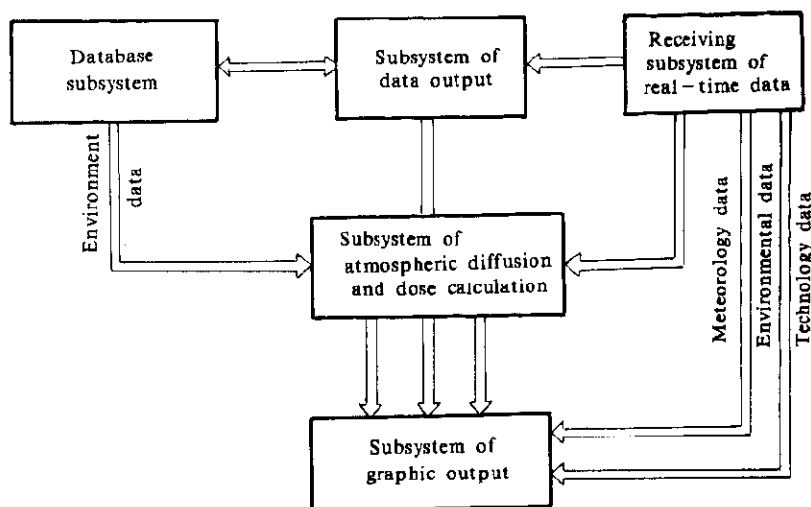 Database
subsystem
Subsystem of
data output
Receiving
subsystem of
real-time data
Environment
data
Subsystem of
atmospheric diffusion
and dose calculation
Meteorology data
Environmental data
Technology data
Subsystem of
graphic output